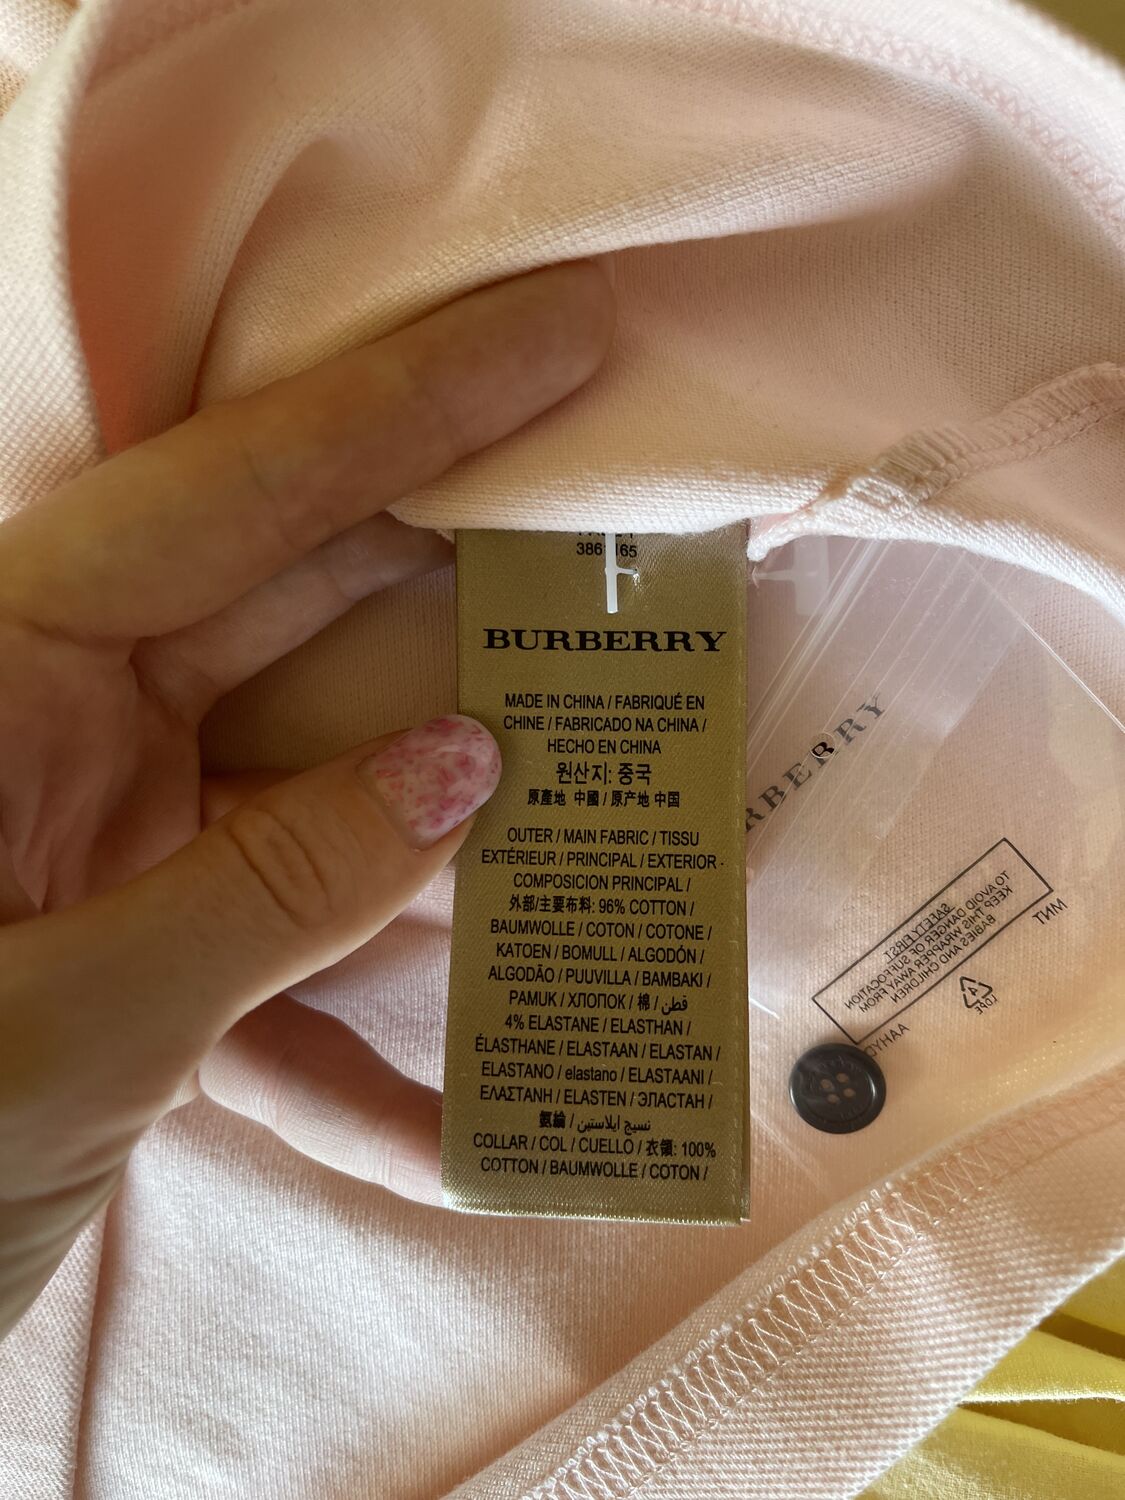 BURBERRY
MADE IN CHINA / FABRIQUÉ EN
CHINE / FABRICADO NA CHINA /
HECHO EN CHINA
원산지: 중국
原產地 中國 / 原产地 中国
OUTER / MAIN FABRIC / TISSU
EXTÉRIEUR / PRINCIPAL / EXTERIOR -
COMPOSICION PRINCIPAL /
外部/主要布料: 96% COTTON /
BAUMWOLLE / COTON / COTONE /
KATOEN / BOMULL / ALGODÓN /
ALGODÃO / PUUVILLA / BAMBAKI /
PAMUK / ХЛОПОК / 棉 / قطن
4% ELASTANE / ELASTHAN /
ÉLASTHANE / ELASTAAN / ELASTAN /
ELASTANO / elastano / ELASTAANI /
ΕΛΑΣΤΑΝΗ / ELASTEN / ЭЛАСТАН /
氨綸 / نسيج ايلاستين
COLLAR / COL / CUELLO / 衣領: 100%
COTTON / BAUMWOLLE / COTON /
RBERRY
MNT
SAFETY FIRST
TO AVOID DANGER OF SUFFOCATION
KEEP THIS WRAPPER AWAY FROM
BABIES AND CHILDREN
4
LDPE